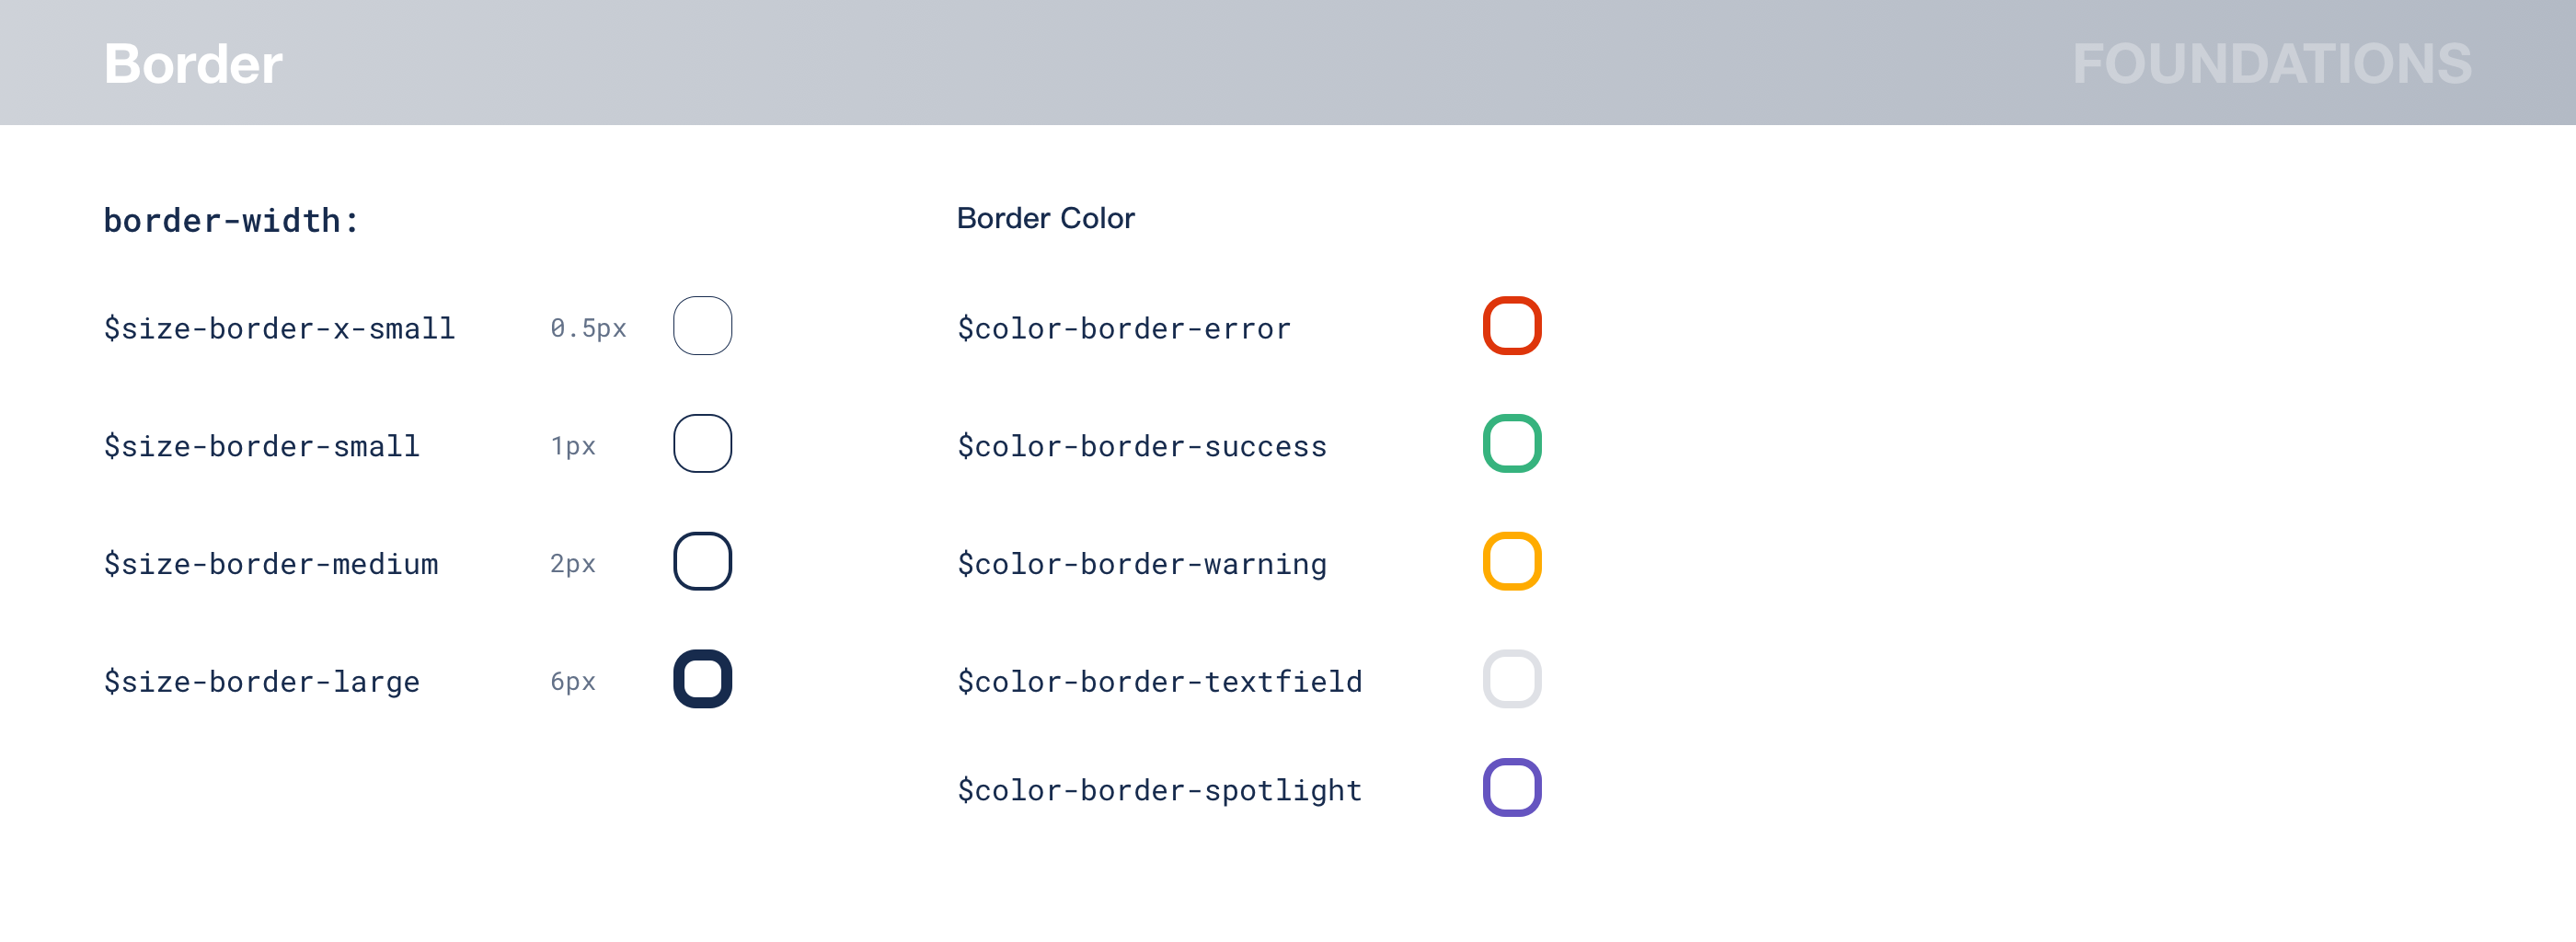 Border
FOUNDATIONS
border-width:
$size-border-x-small 0.5px
$size-border-small 1px
$size-border-medium 2px
$size-border-large 6px
Border Color
$color-border-error
$color-border-success
$color-border-warning
$color-border-textfield
$color-border-spotlight